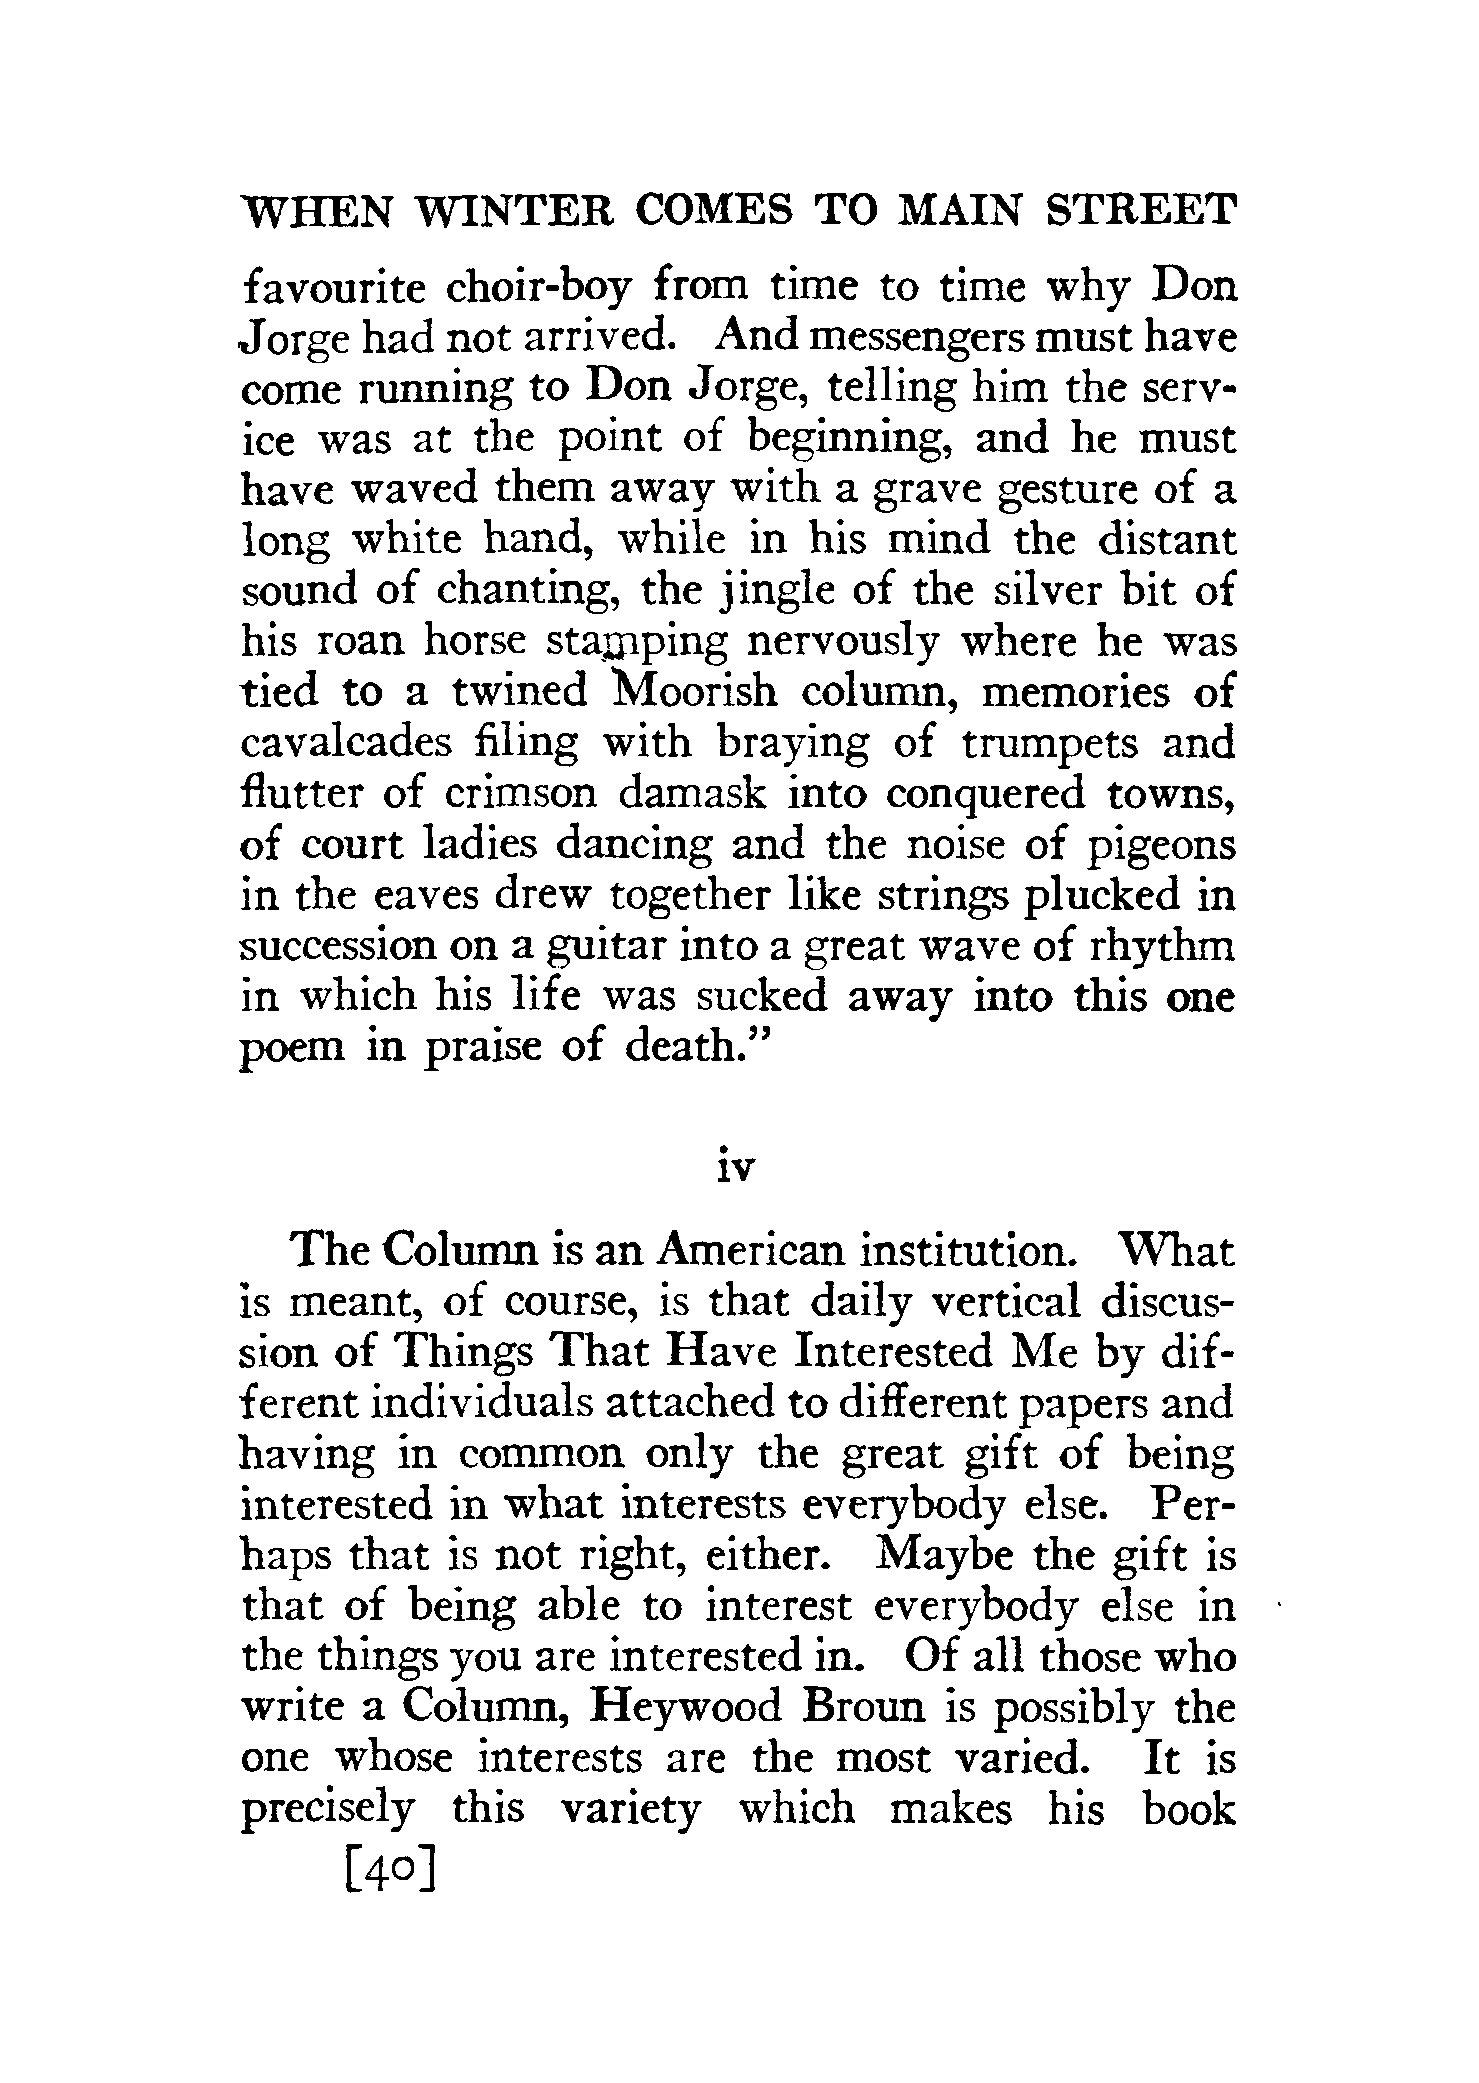 WHEN WINTER COMES TO MAIN STREET
favourite choir-boy from time to time why Don
Jorge had not arrived. And messengers must have
come running to Don Jorge, telling him the serv-
ice was at the point of beginning, and he must
have waved them away with a grave gesture of a
long white hand, while in his mind the distant
sound of chanting, the jingle of the silver bit of
his roan horse stamping nervously where he was
tied to a twined Moorish column, memories of
cavalcades filing with braying of trumpets and
flutter of crimson damask into conquered towns,
of court ladies dancing and the noise of pigeons
in the eaves drew together like strings plucked in
succession on a guitar into a great wave of rhythm
in which his life was sucked away into this one
poem in praise of death.”
iv
The Column is an American institution. What
is meant, of course, is that daily vertical discus-
sion of Things That Have Interested Me by dif-
ferent individuals attached to different papers and
having in common only the great gift of being
interested in what interests everybody else. Per-
haps that is not right, either. Maybe the gift is
that of being able to interest everybody else in
the things you are interested in. Of all those who
write a Column, Heywood Broun is possibly the
one whose interests are the most varied. It is
precisely this variety which makes his book
[40]